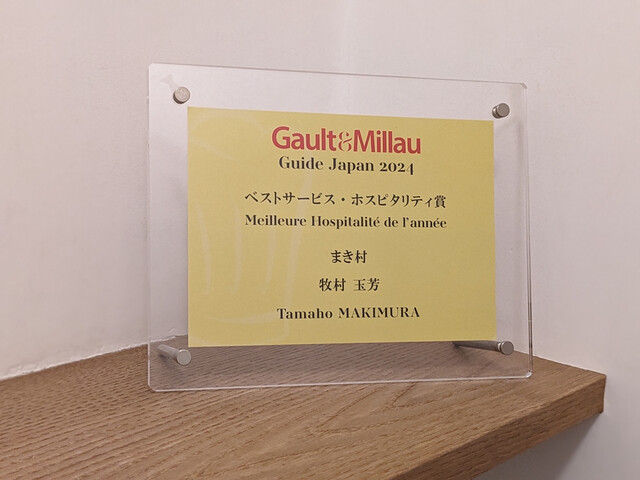 Gault&Millau
Guide Japan 2024
ベストサービス・ホスピタリティ賞
Meilleure Hospitalité de l'année
まき村
牧村 玉芳
Tamaho MAKIMURA